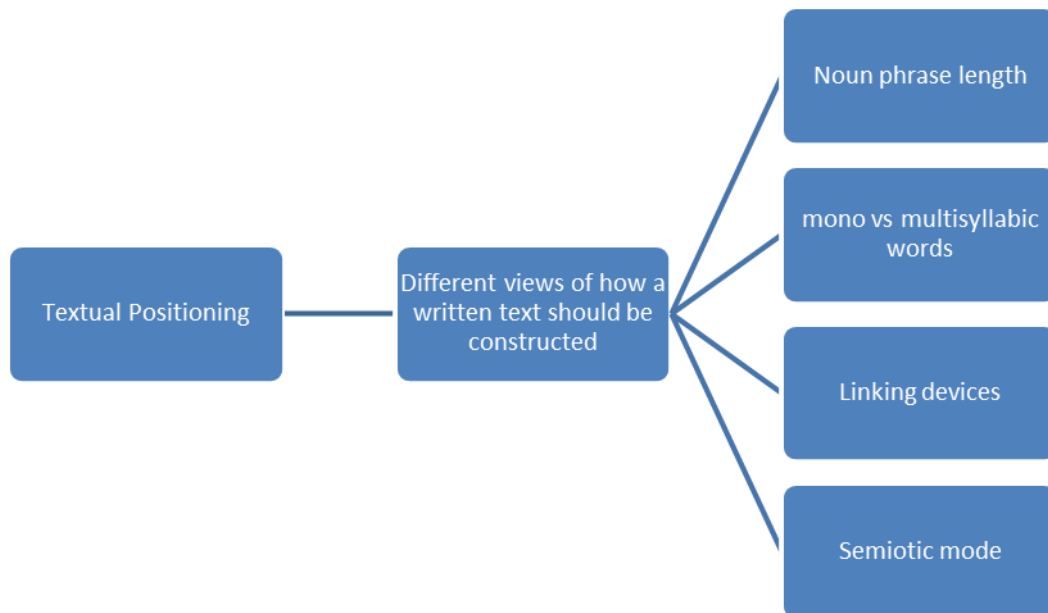 Textual Positioning
Different views of how a
written text should be
constructed
Noun phrase length
mono vs multisyllabic
words
Linking devices
Semiotic mode